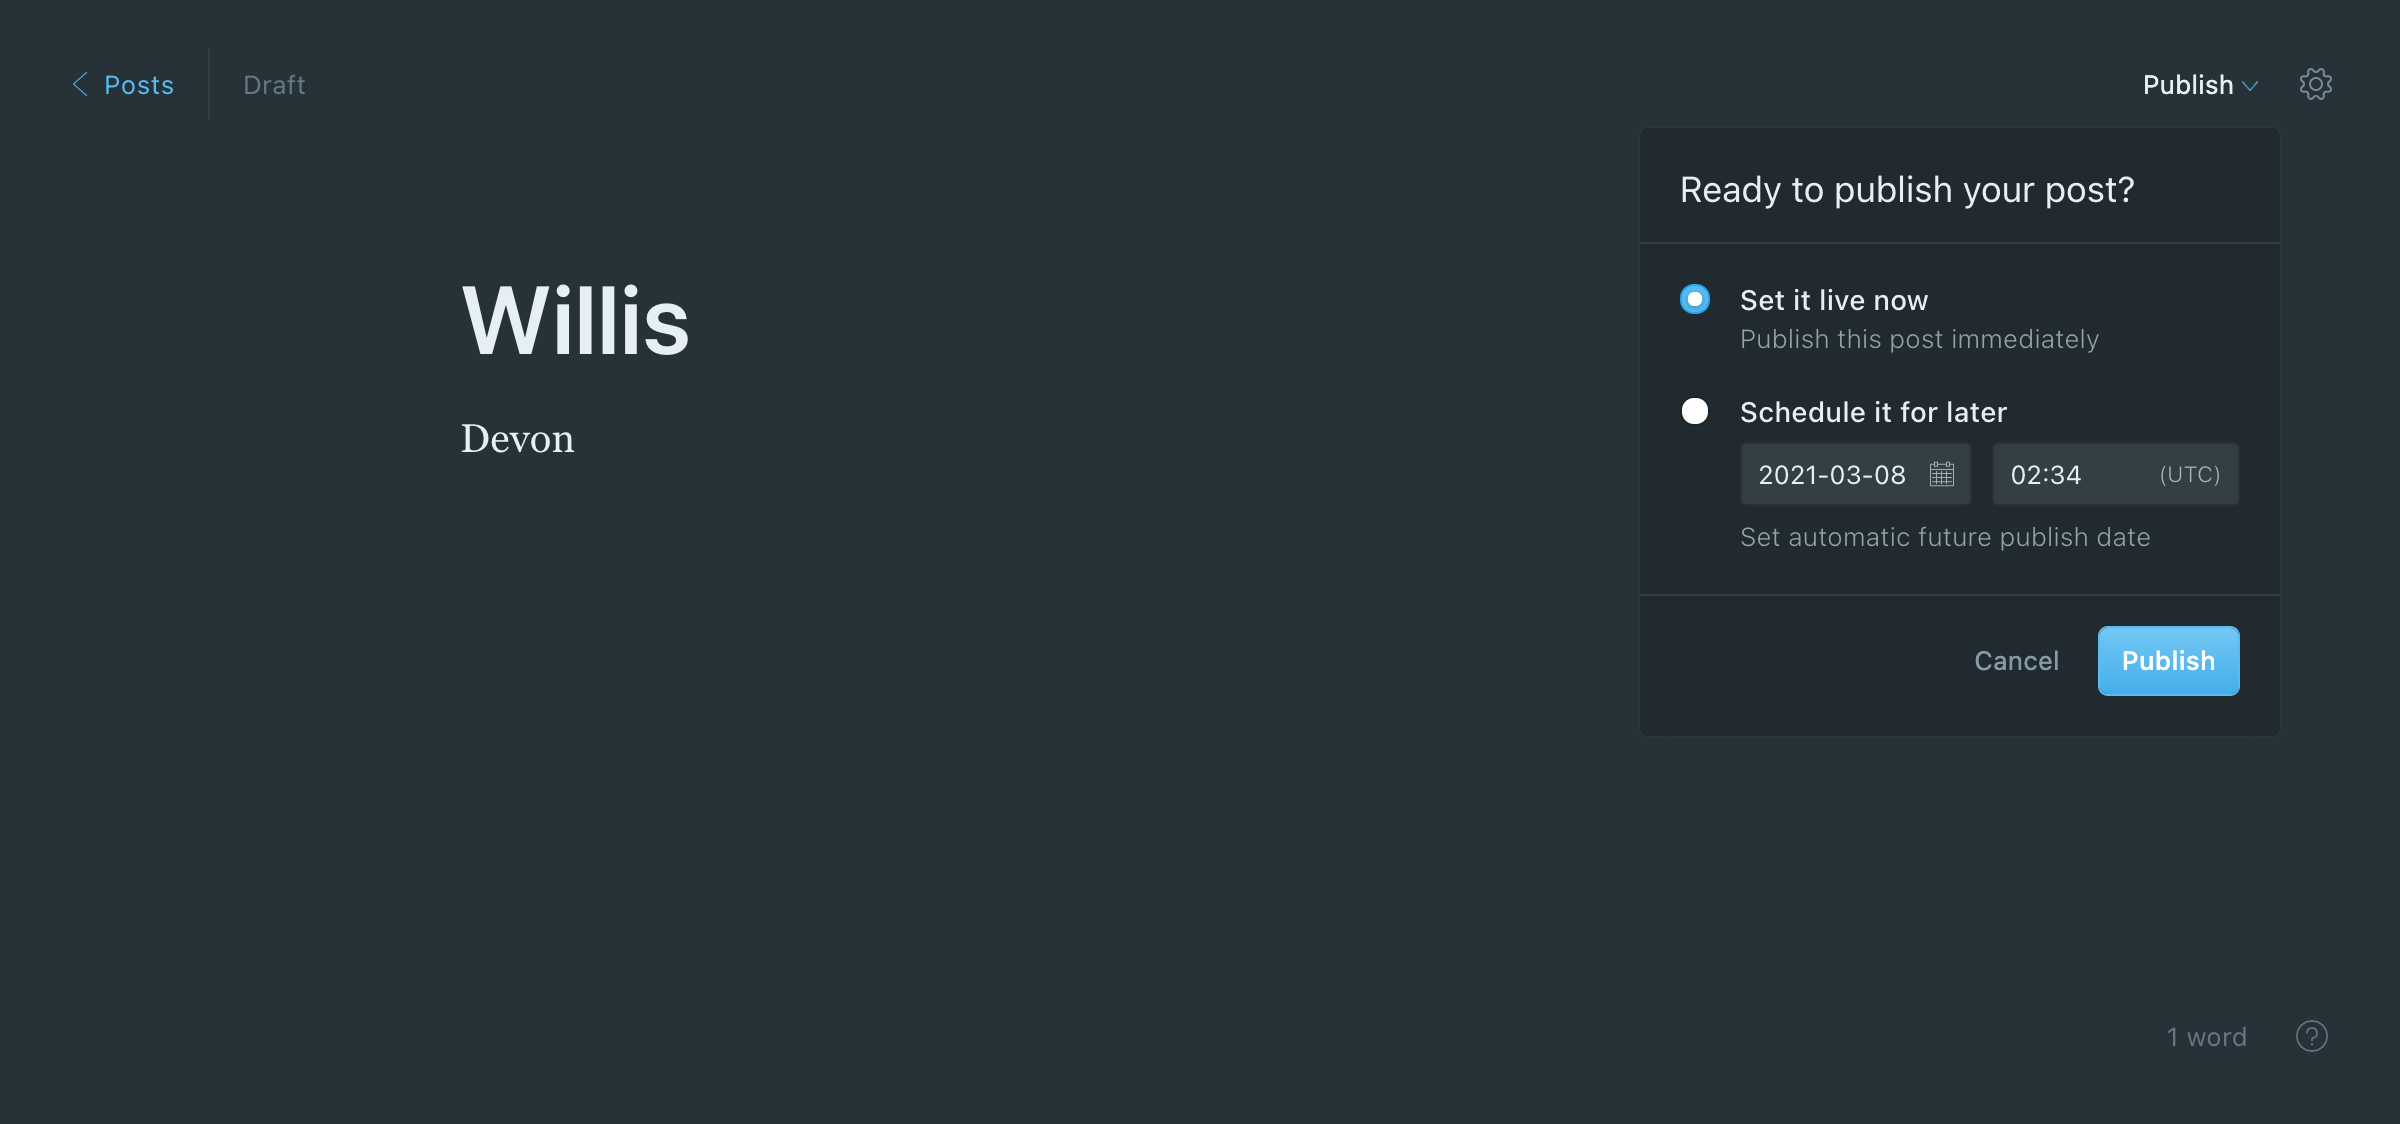 Posts
Draft
Publish
Ready to publish your post?
Willis
Set it live now
Publish this post immediately
Schedule it for later
Devon
2021-03-08
02:34 (UTC)
Set automatic future publish date
Cancel
Publish
1 word
?